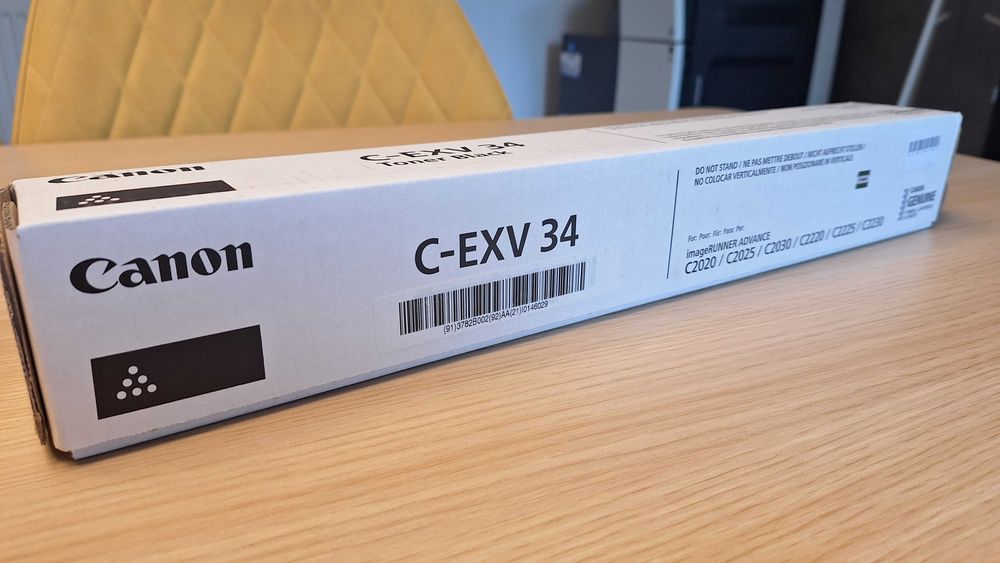 Canon
C-EXV 34
Toner Black
Canon
C-EXV 34
(91)3782B002(92)AA(21)I0146029
DO NOT STAND / NE PAS METTRE DEBOUT / NICHT AUFRECHT STELLEN /
NO COLOCAR VERTICALMENTE / NON POSIZIONARE IN VERTICALE
For: Pour: Für: Para: Per:
imageRUNNER ADVANCE
C2020 / C2025 / C2030 / C2220 / C2225 / C2230
CANON
GENUINE